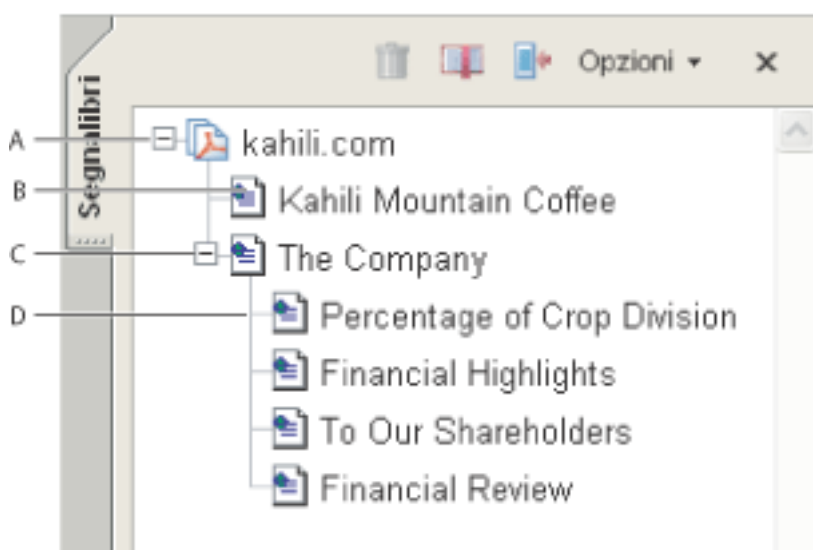 Segnalibri
Opzioni
A
kahili.com
B
Kahili Mountain Coffee
C
The Company
D
Percentage of Crop Division
Financial Highlights
To Our Shareholders
Financial Review